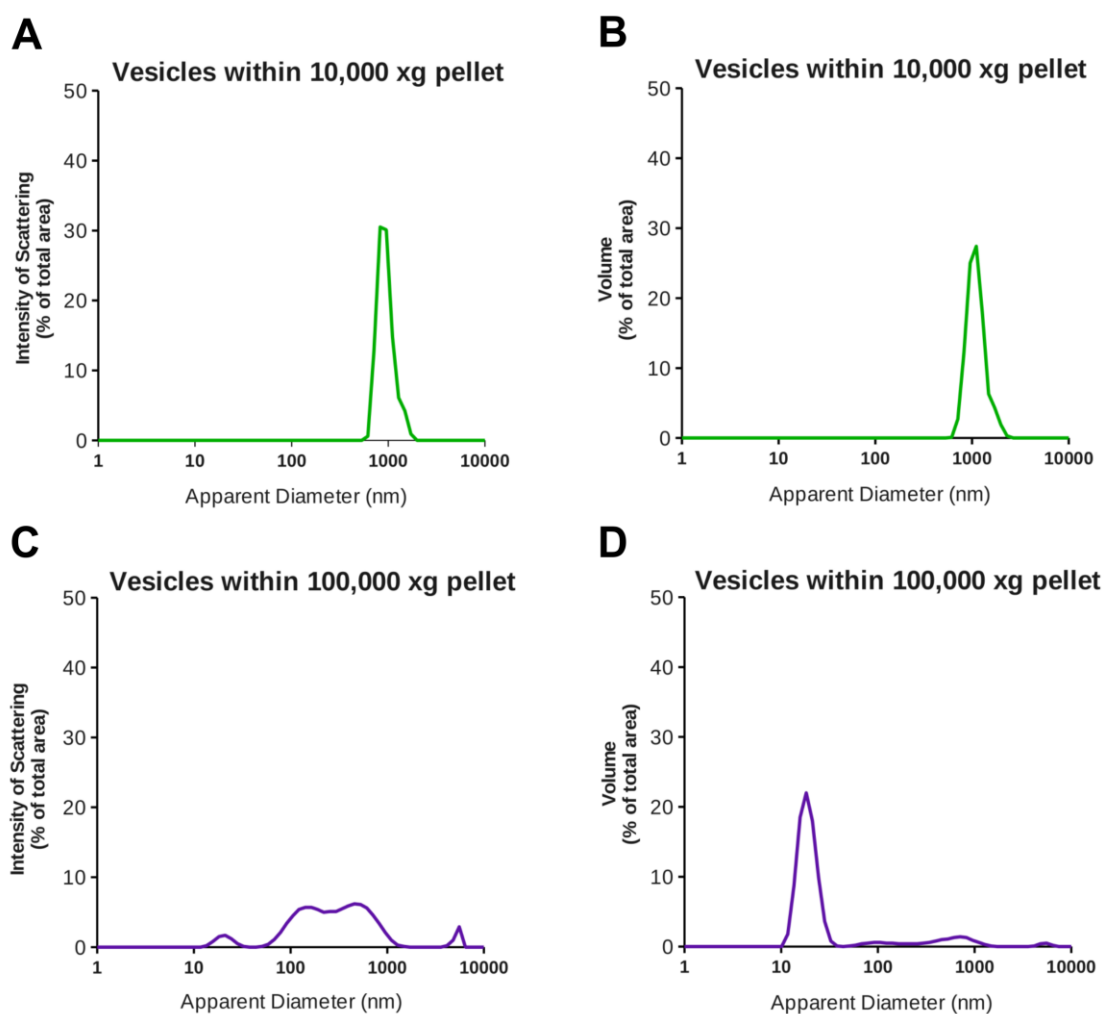 A
Vesicles within 10,000 xg pellet
Intensity of Scattering
(% of total area)
50
40
30
20
10
0
1 10 100 1000 10000
Apparent Diameter (nm)
B
Vesicles within 10,000 xg pellet
Volume
(% of total area)
50
40
30
20
10
0
1 10 100 1000 10000
Apparent Diameter (nm)
C
Vesicles within 100,000 xg pellet
Intensity of Scattering
(% of total area)
50
40
30
20
10
0
1 10 100 1000 10000
Apparent Diameter (nm)
D
Vesicles within 100,000 xg pellet
Volume
(% of total area)
50
40
30
20
10
0
1 10 100 1000 10000
Apparent Diameter (nm)